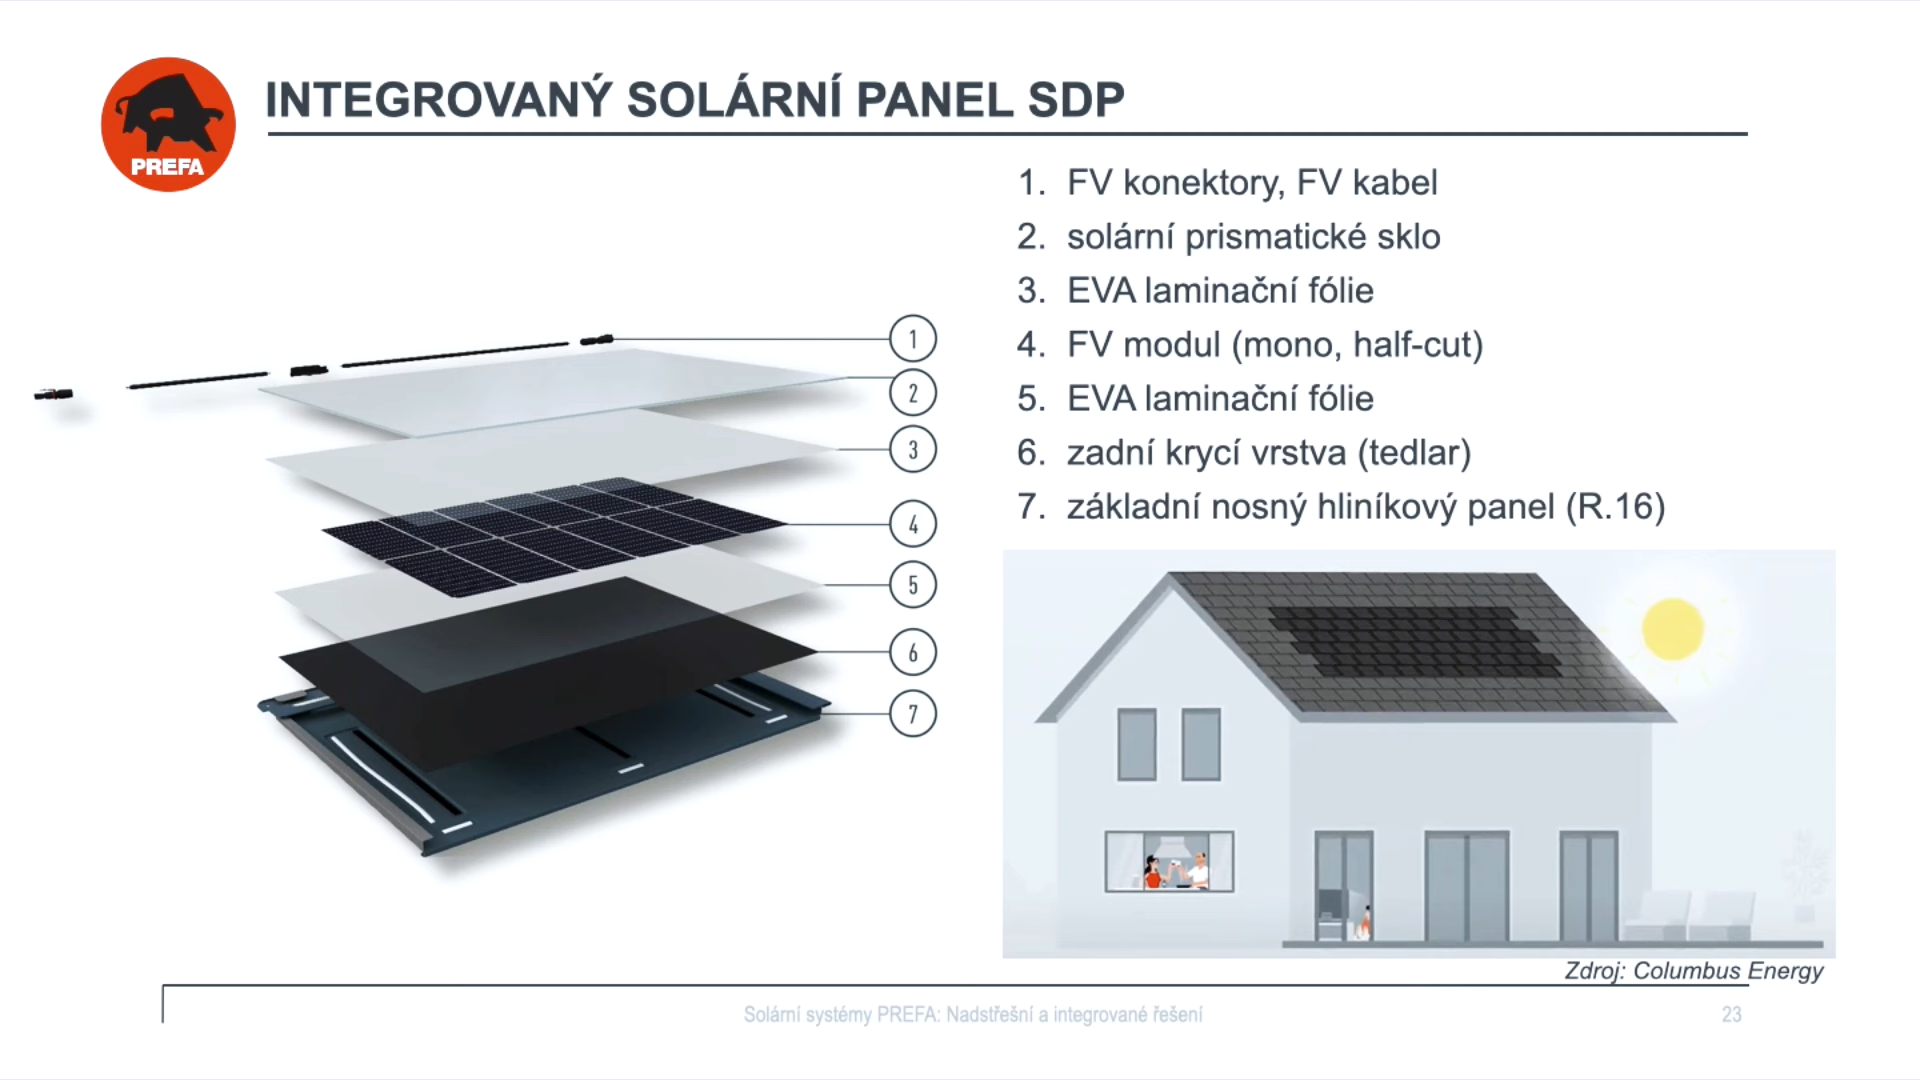 INTEGROVANÝ SOLÁRNÍ PANEL SDP
PREFA
1. FV konektory, FV kabel
2. solární prismatické sklo
3. EVA laminační fólie
4. FV modul (mono, half-cut)
5. EVA laminační fólie
6. zadní krycí vrstva (tedlar)
7. základní nosný hliníkový panel (R.16)
1
2
3
4
5
6
7
Zdroj: Columbus Energy
Solární systémy PREFA: Nadstřešní a integrované řešení
23